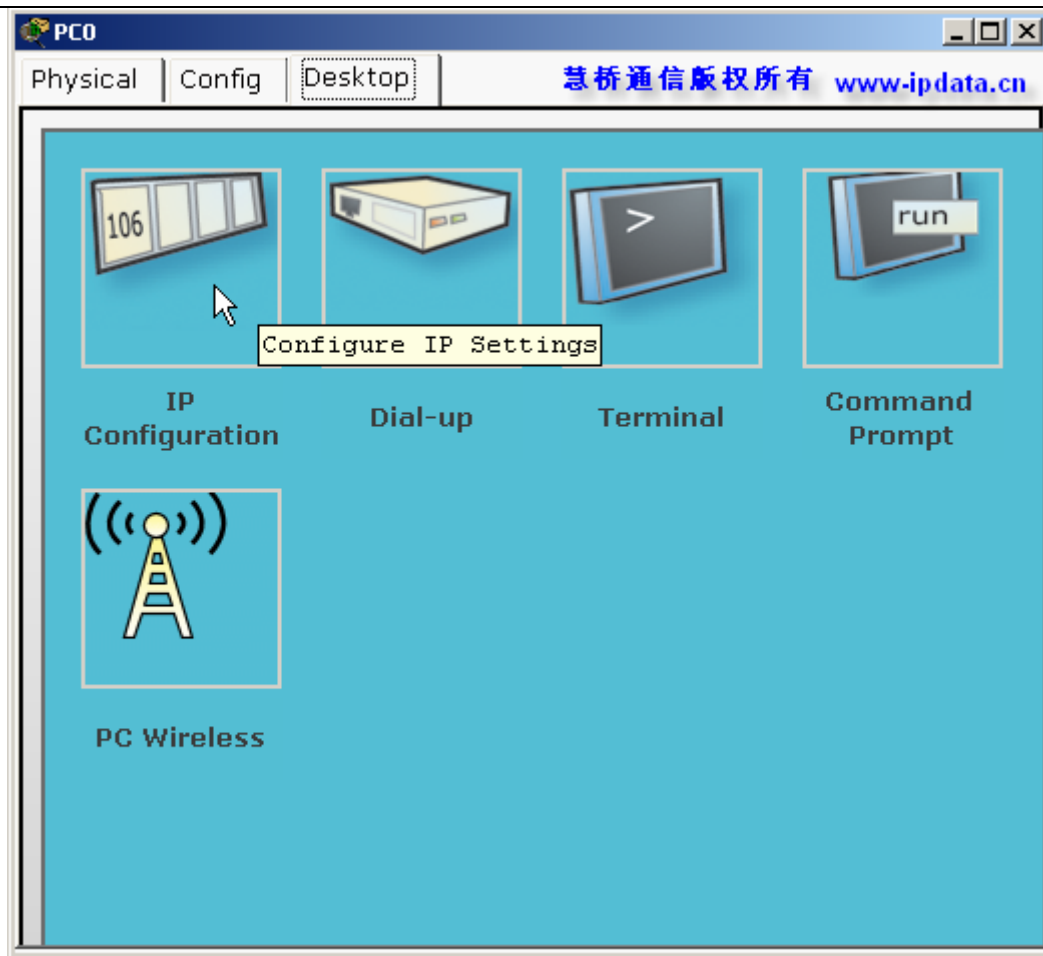 PC0
Physical Config Desktop 慧桥通信版权所有 www.ipdata.cn
106
>
run
Configure IP Settings
IP Configuration
Dial-up
Terminal
Command Prompt
PC Wireless